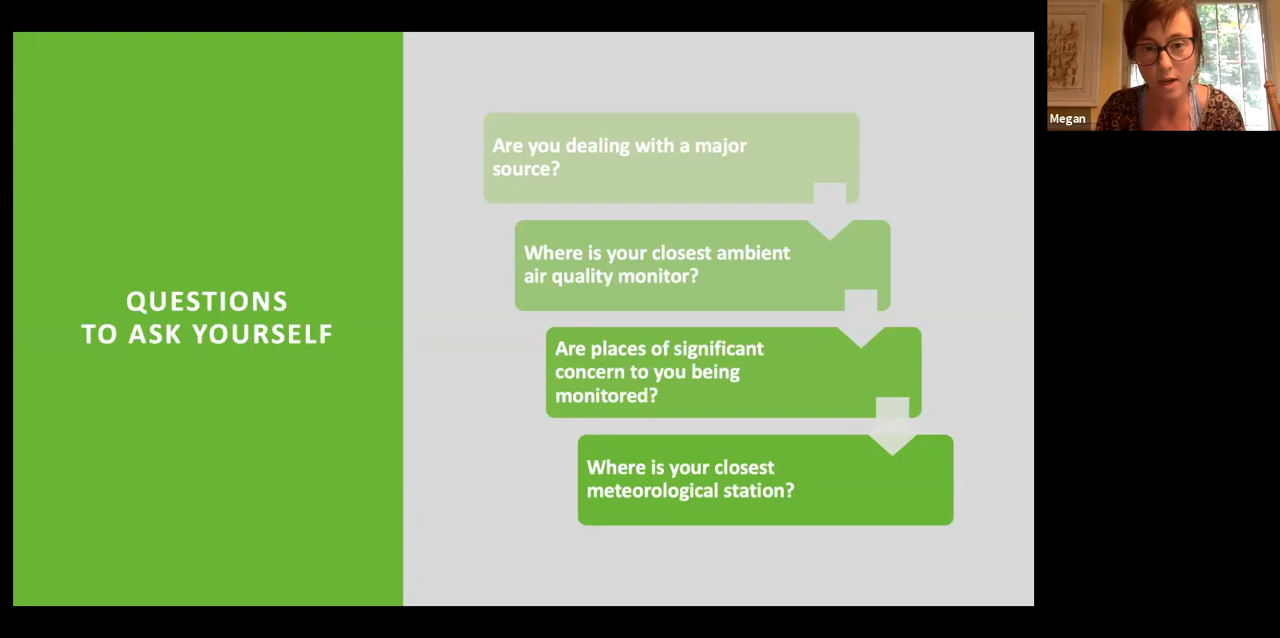 QUESTIONS
TO ASK YOURSELF
Are you dealing with a major
source?
Where is your closest ambient
air quality monitor?
Are places of significant
concern to you being
monitored?
Where is your closest
meteorological station?
Megan